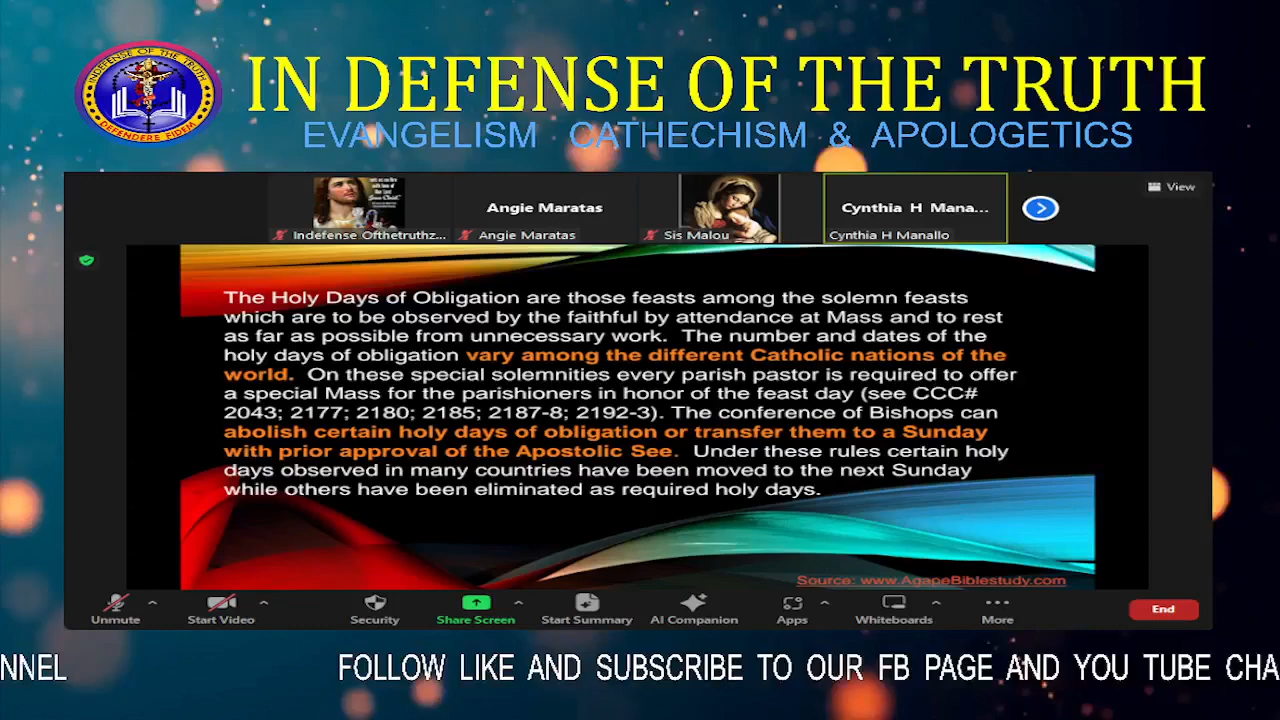 INDEFENSE OF THE TRUTH
DEFENDERE FIDEM
IN DEFENSE OF THE TRUTH
EVANGELISM CATHECHISM & APOLOGETICS
View
Angie Maratas
Cynthia H Mana...
Indefense Ofthetruthz...
Angie Maratas
Sis Malou
Cynthia H Manallo
The Holy Days of Obligation are those feasts among the solemn feasts
which are to be observed by the faithful by attendance at Mass and to rest
as far as possible from unnecessary work. The number and dates of the
holy days of obligation vary among the different Catholic nations of the
world. On these special solemnities every parish pastor is required to offer
a special Mass for the parishioners in honor of the feast day (see CCC#
2043; 2177; 2180; 2185; 2187-8; 2192-3). The conference of Bishops can
abolish certain holy days of obligation or transfer them to a Sunday
with prior approval of the Apostolic See. Under these rules certain holy
days observed in many countries have been moved to the next Sunday
while others have been eliminated as required holy days.
Source: www.AgapeBiblestudy.com
Unmute
Start Video
Security
Share Screen
Start Summary
AI Companion
Apps
Whiteboards
More
End
NNEL FOLLOW LIKE AND SUBSCRIBE TO OUR FB PAGE AND YOU TUBE CHA